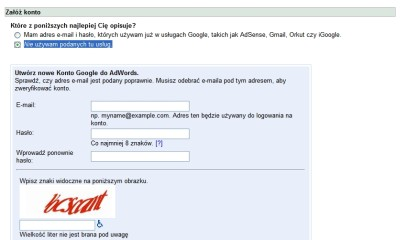 Załóż konto
Które z poniższych najlepiej Cię opisuje?
Mam adres e-mail i hasło, których używam już w usługach Google, takich jak AdSense, Gmail, Orkut czy iGoogle.
Nie używam podanych tu usług.
Utwórz nowe Konto Google do AdWords.
Sprawdź, czy adres e-mail jest podany poprawnie. Musisz odebrać e-maila pod tym adresem, aby
zweryfikować konto.
E-mail:
np. myname@example.com. Adres ten będzie używany do logowania na
konto.
Hasło:
Co najmniej 8 znaków. [?]
Wprowadź ponownie
hasło:
Wpisz znaki widoczne na poniższym obrazku.
Wielkość liter nie jest brana pod uwagę